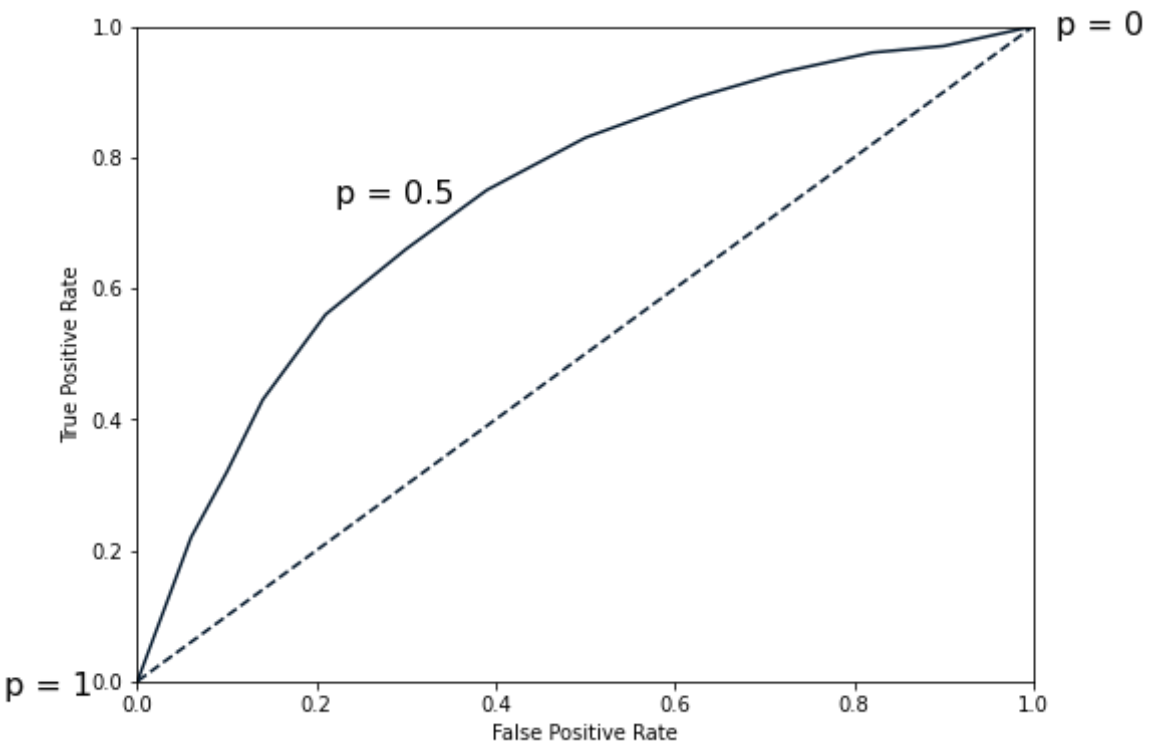 p = 0
1.0
0.8
p = 0.5
0.6
True Positive Rate
0.4
0.2
p = 1
0.0
0.0 0.2 0.4 0.6 0.8 1.0
False Positive Rate